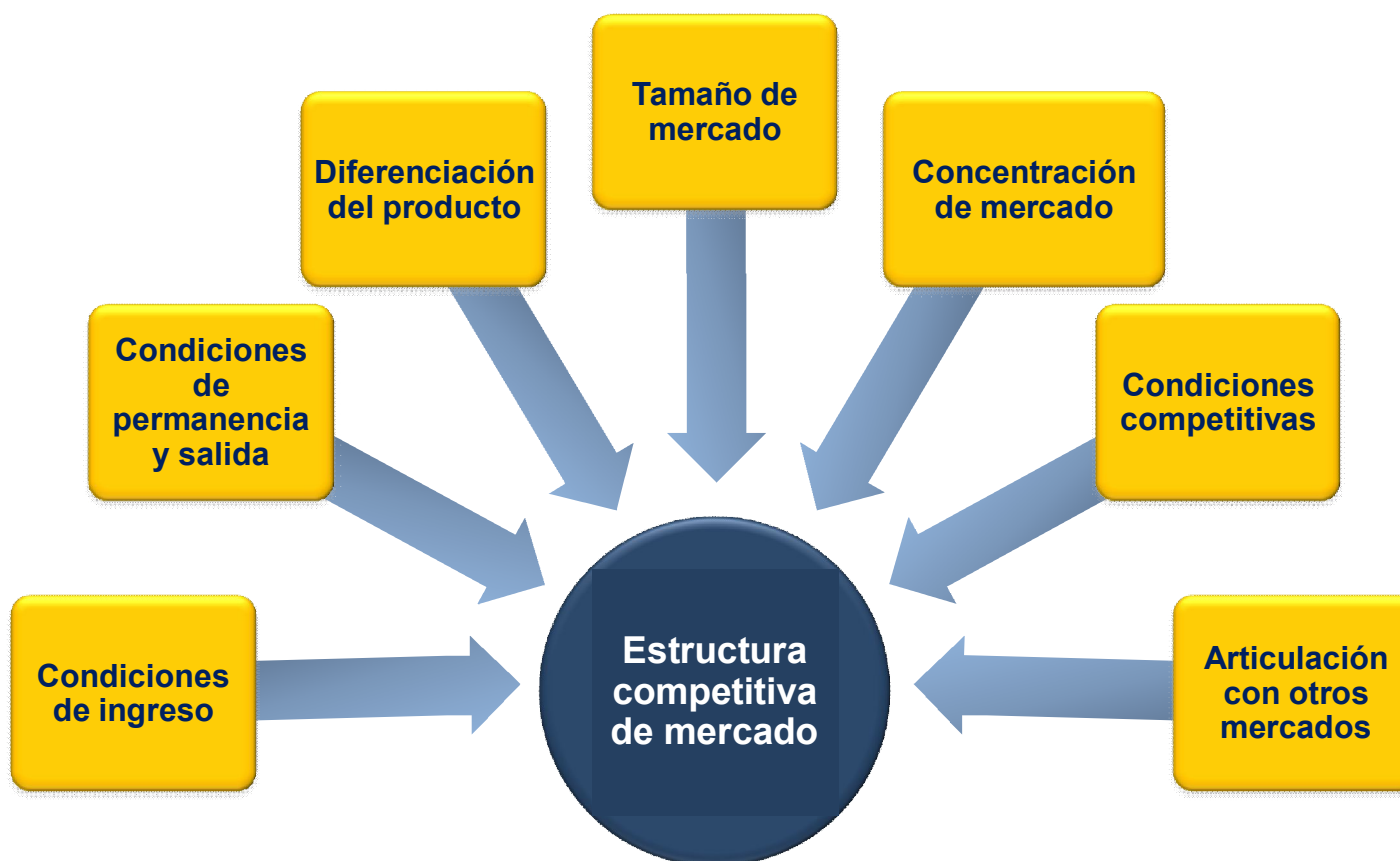 Tamaño de
mercado
Diferenciación
del producto
Concentración
de mercado
Condiciones
de
permanencia
y salida
Condiciones
competitivas
Condiciones
de ingreso
Estructura
competitiva
de mercado
Articulación
con otros
mercados